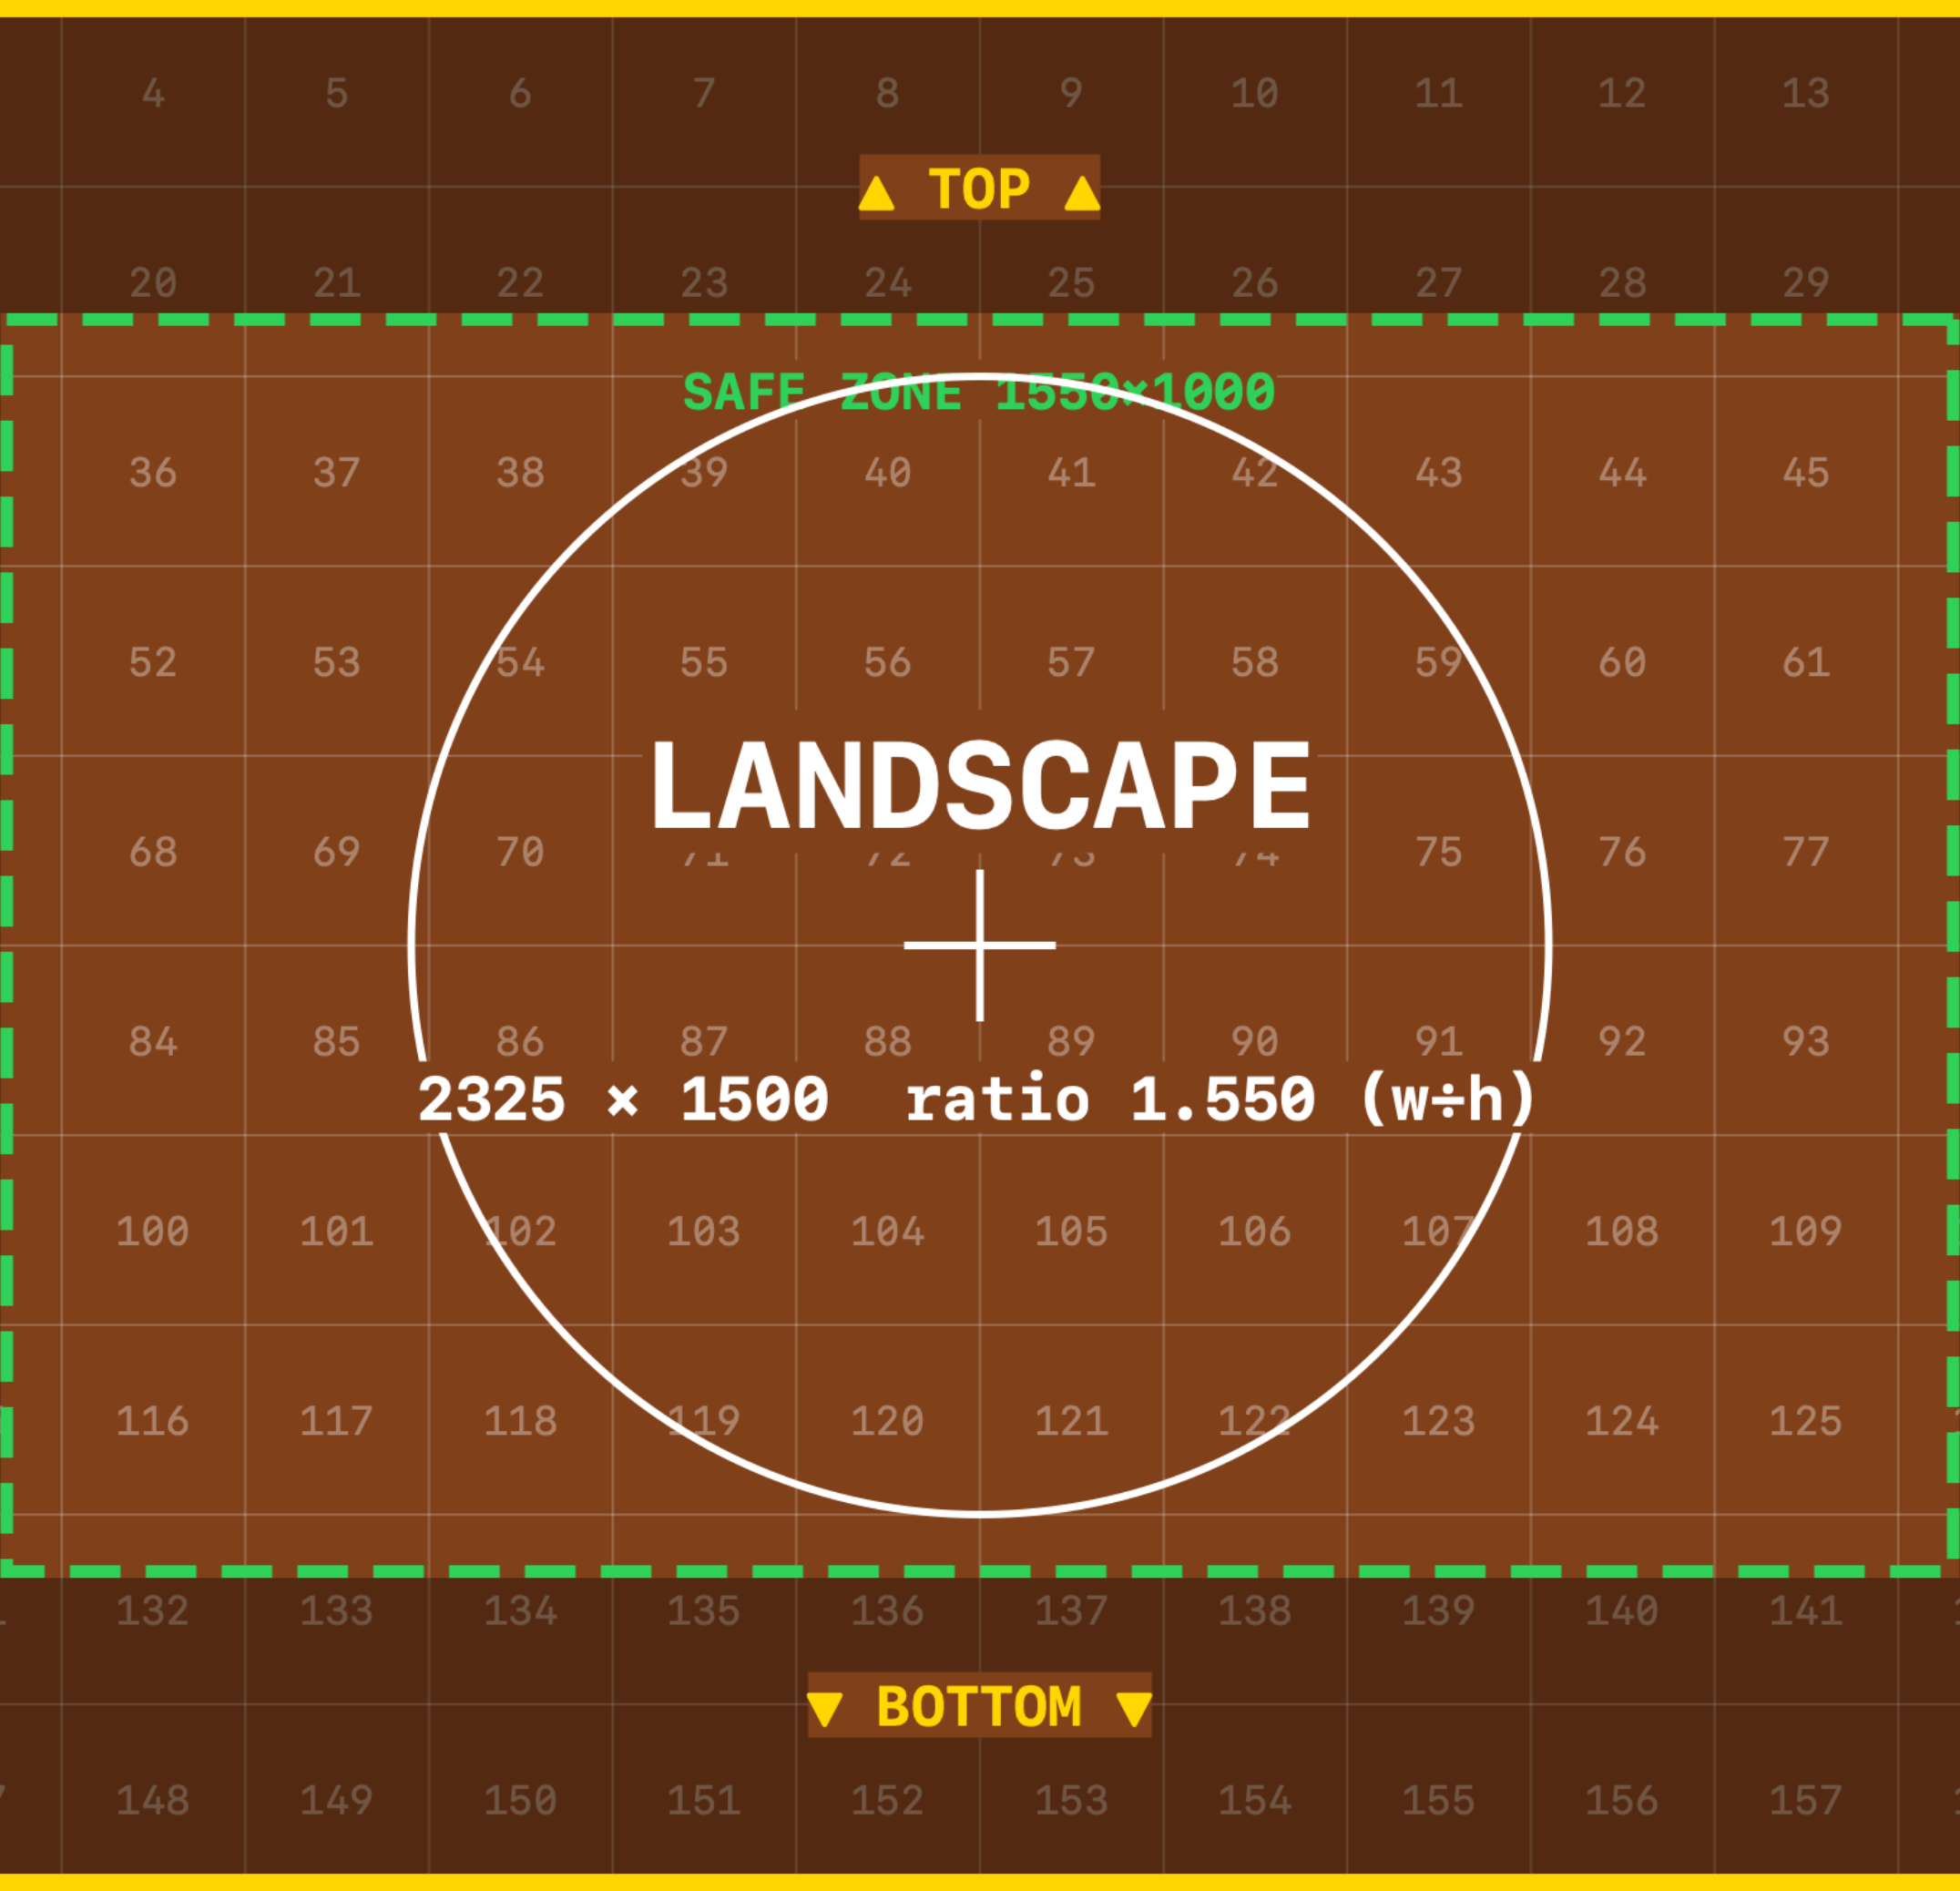 4 5 6 7 8 9 10 11 12 13
▲ TOP ▲
20 21 22 23 24 25 26 27 28 29
SAFE ZONE 1550×1000
36 37 38 39 40 41 42 43 44 45
52 53 54 55 56 57 58 59 60 61
LANDSCAPE
68 69 70 71 72 73 74 75 76 77
84 85 86 87 88 89 90 91 92 93
2325 × 1500 ratio 1.550 (w÷h)
100 101 102 103 104 105 106 107 108 109
116 117 118 119 120 121 122 123 124 125
132 133 134 135 136 137 138 139 140 141
▼ BOTTOM ▼
148 149 150 151 152 153 154 155 156 157